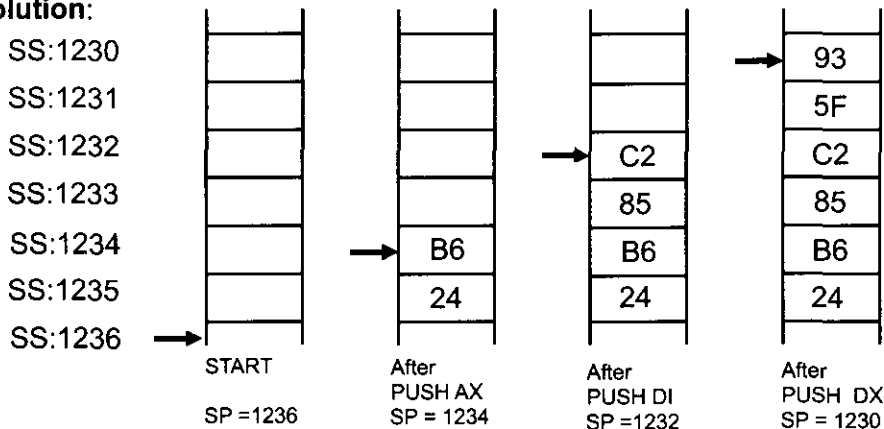 olution:
SS:1230 93
SS:1231 5F
SS:1232 C2 C2
SS:1233 85 85
SS:1234 B6 B6 B6
SS:1235 24 24 24
SS:1236
START After After After
PUSH AX PUSH DI PUSH DX
SP =1236 SP = 1234 SP =1232 SP = 1230